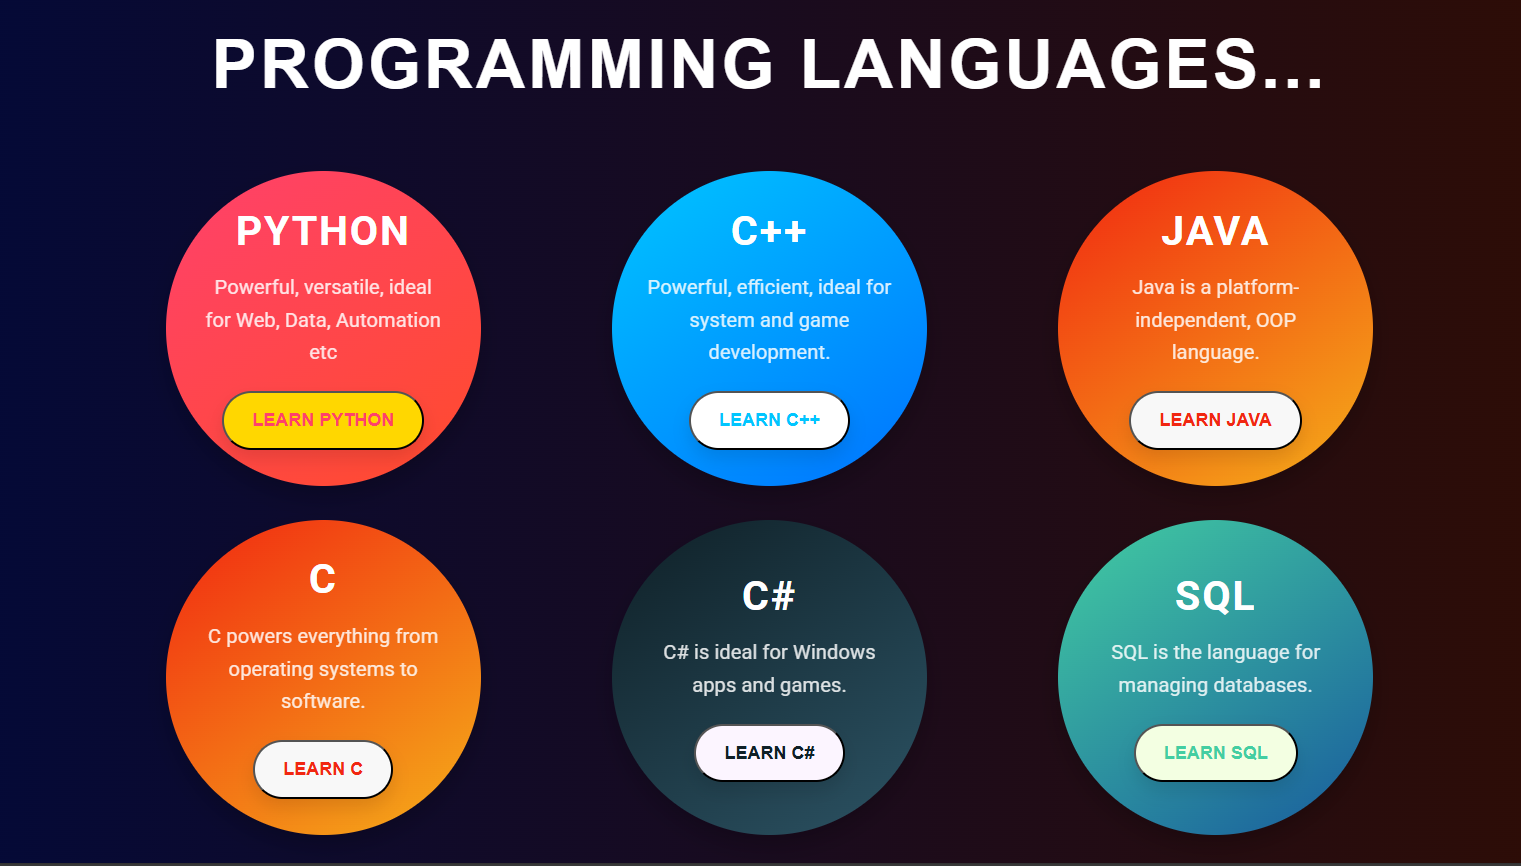 PROGRAMMING LANGUAGES...
PYTHON
Powerful, versatile, ideal
for Web, Data, Automation
etc
LEARN PYTHON
C++
Powerful, efficient, ideal for
system and game
development.
LEARN C++
JAVA
Java is a platform-
independent, OOP
language.
LEARN JAVA
C
C powers everything from
operating systems to
software.
LEARN C
C#
C# is ideal for Windows
apps and games.
LEARN C#
SQL
SQL is the language for
managing databases.
LEARN SQL